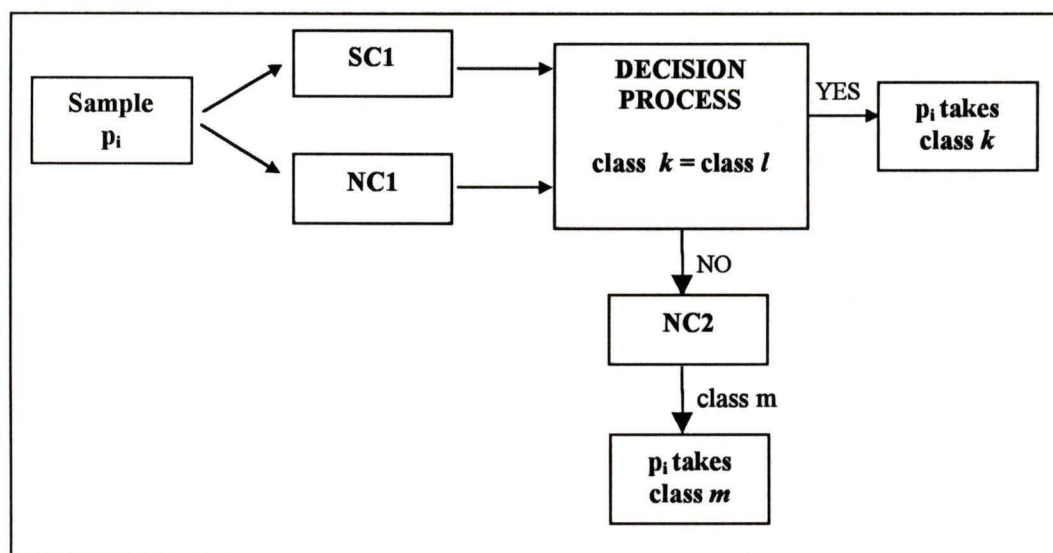 Sample
pi
SC1
NC1
DECISION
PROCESS
class k = class l
YES
pi takes
class k
NO
NC2
class m
pi takes
class m